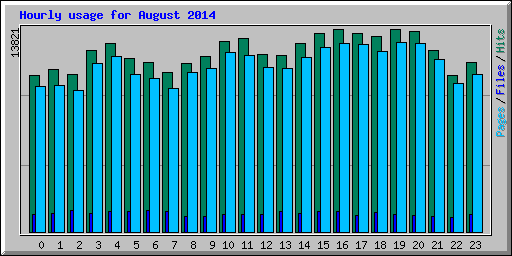 Hourly usage for August 2014
13821
Pages / Files / Hits
0 1 2 3 4 5 6 7 8 9 10 11 12 13 14 15 16 17 18 19 20 21 22 23